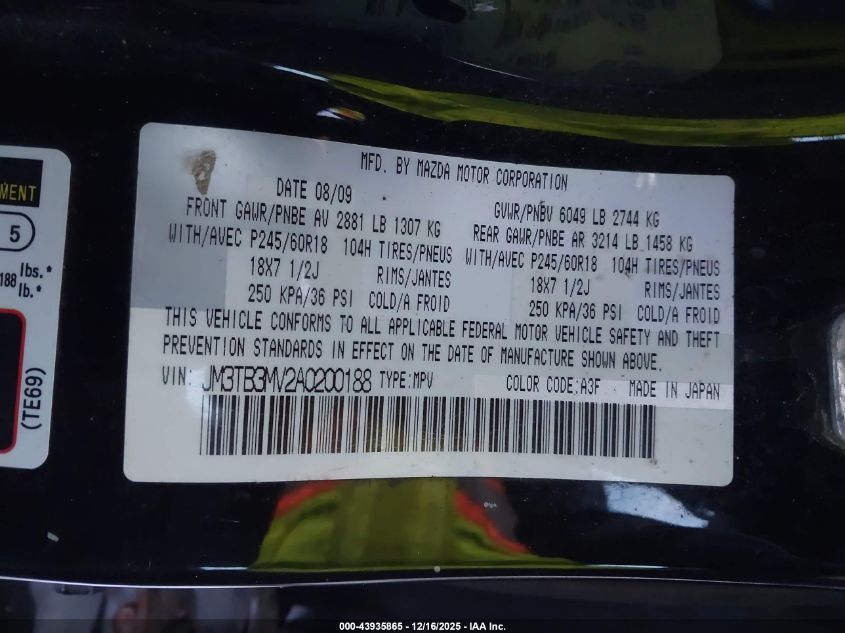 MENT
5
188 lbs.*
lb.*
(TE69)
MFD. BY MAZDA MOTOR CORPORATION
DATE 08/09 GVWR/PNBV 6049 LB 2744 KG
FRONT GAWR/PNBE AV 2881 LB 1307 KG REAR GAWR/PNBE AR 3214 LB 1458 KG
WITH/AVEC P245/60R18 104H TIRES/PNEUS WITH/AVEC P245/60R18 104H TIRES/PNEUS
18X7 1/2J RIMS/JANTES 18X7 1/2J RIMS/JANTES
250 KPA/36 PSI COLD/A FROID 250 KPA/36 PSI COLD/A FROID
THIS VEHICLE CONFORMS TO ALL APPLICABLE FEDERAL MOTOR VEHICLE SAFETY AND THEFT
PREVENTION STANDARDS IN EFFECT ON THE DATE OF MANUFACTURE SHOWN ABOVE.
VIN: JM3TB3MV2A0200188 TYPE:MPV COLOR CODE:A3F MADE IN JAPAN
000-43935865 - 12/16/2025 - IAA Inc.